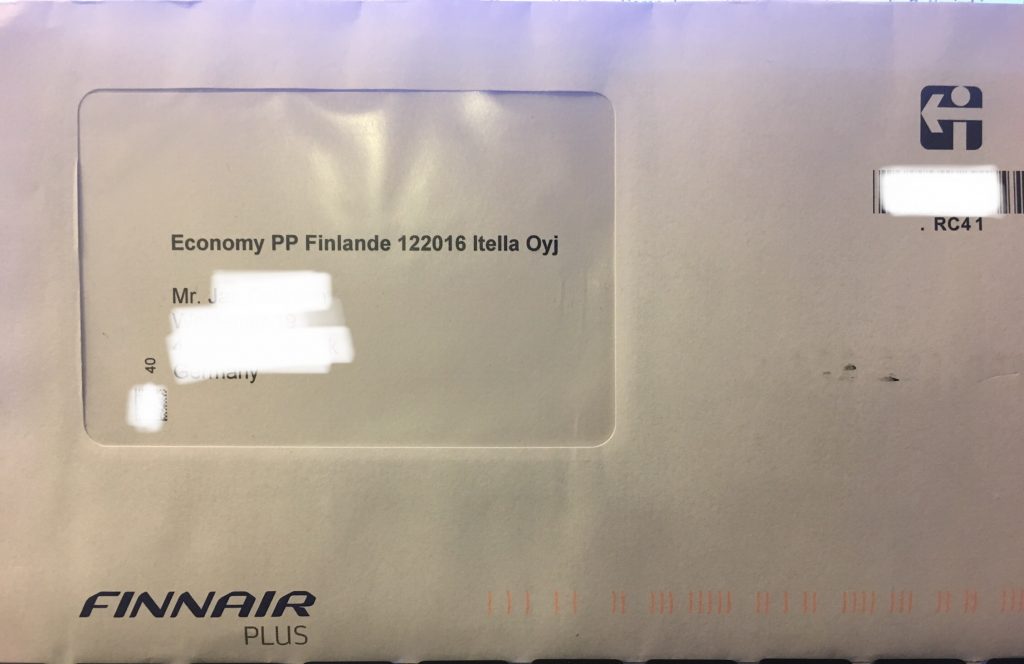 Economy PP Finlande 122016 Itella Oyj
. RC41
Mr.
Germany
40
FINNAIR
PLUS